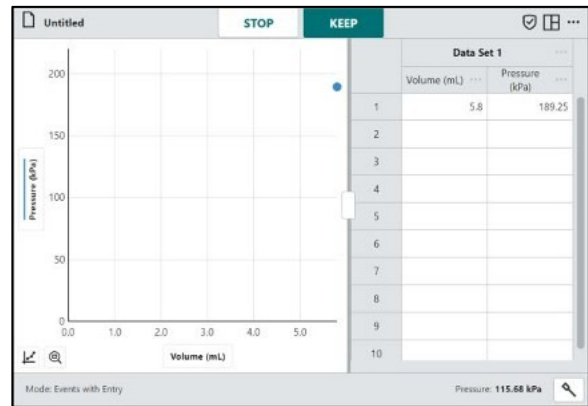 Untitled
STOP
KEEP
Data Set 1
Volume (mL)
Pressure
(kPa)
200
150
100
50
0
0.0 1.0 2.0 3.0 4.0 5.0
Pressure (kPa)
Volume (mL)
1 5.8 189.25
2
3
4
5
6
7
8
9
10
Mode: Events with Entry
Pressure: 115.68 kPa